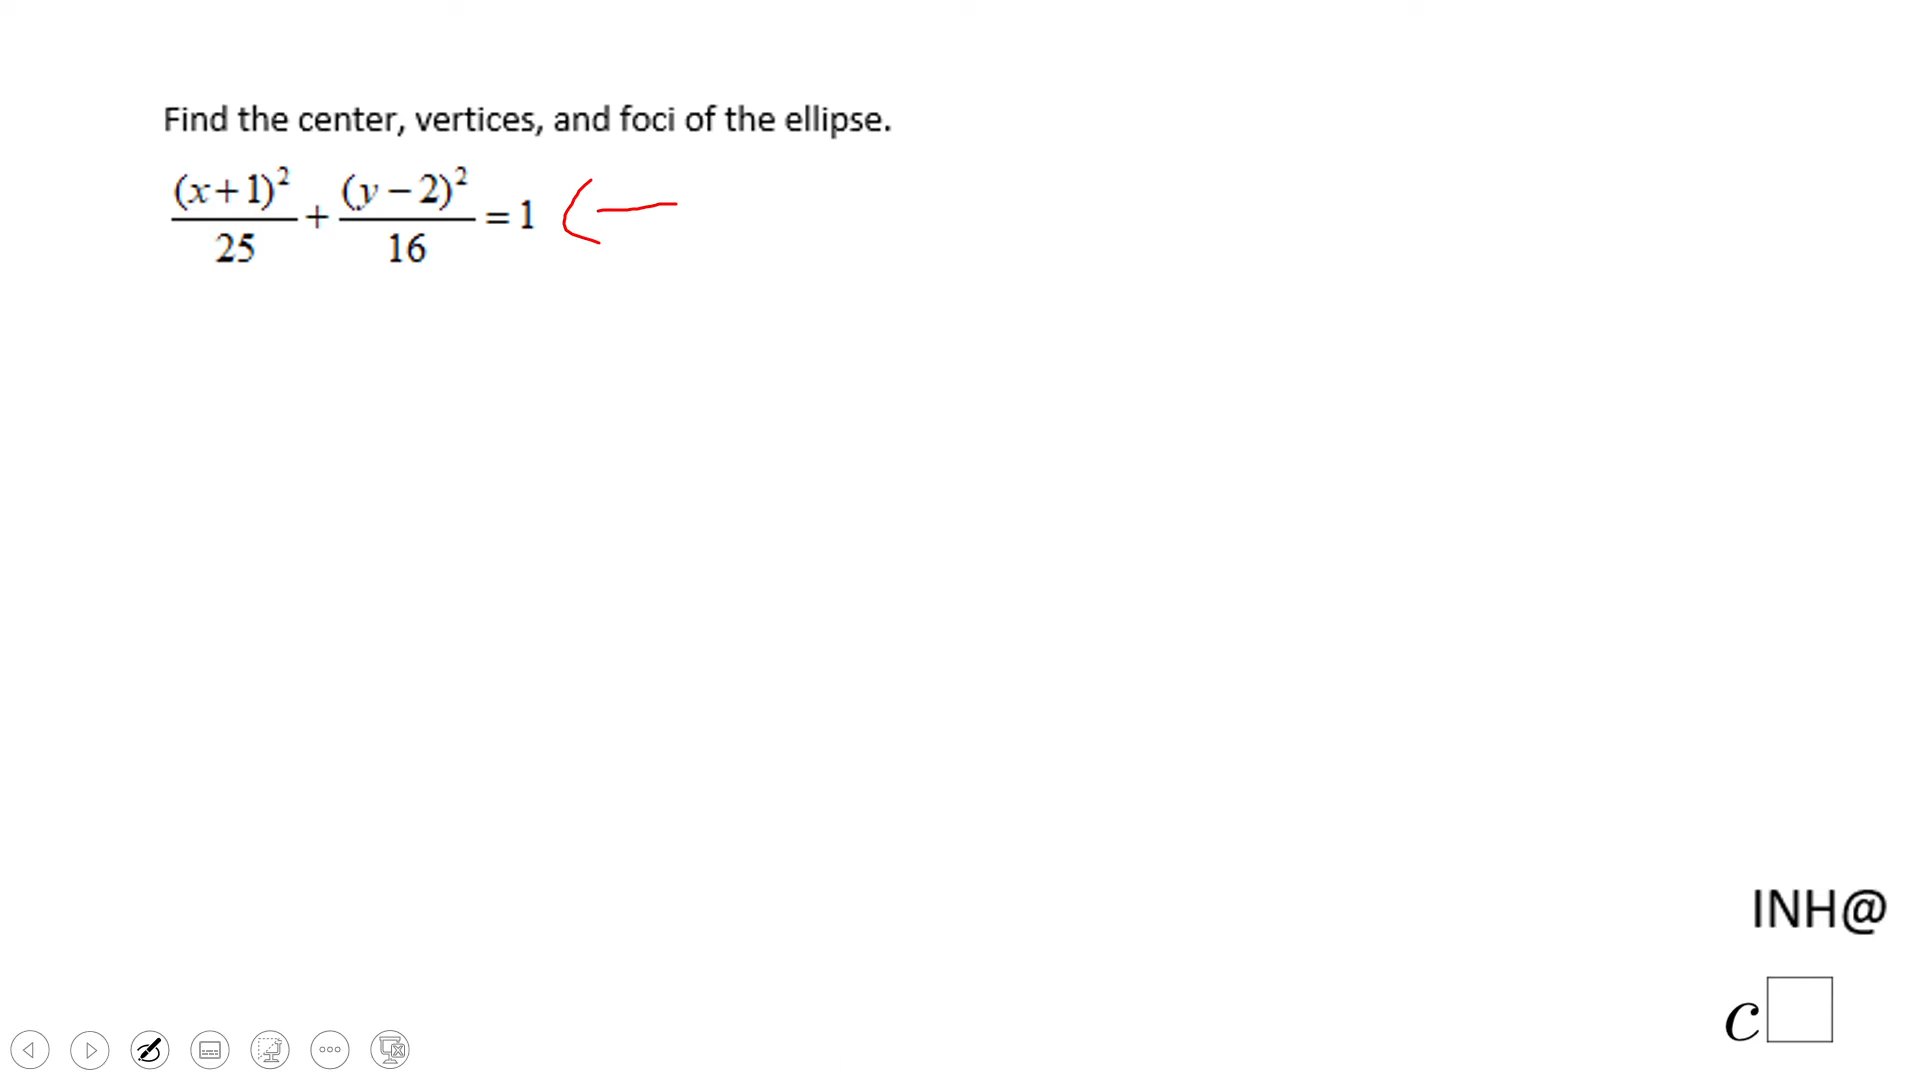 Find the center, vertices, and foci of the ellipse.
(x+1)²/25 + (y−2)²/16 = 1
INH@
c□